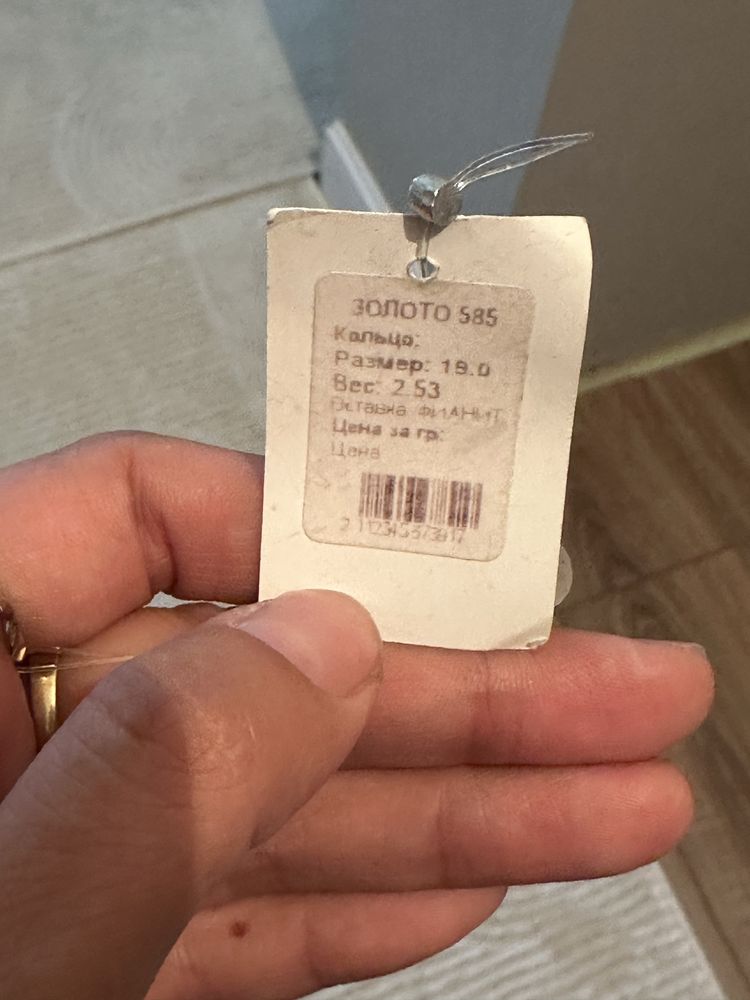 ЗОЛОТО 585
Кольцо:
Размер: 19.0
Вес: 2.53
Вставка ФИАНИТ
Цена за гр:
Цена